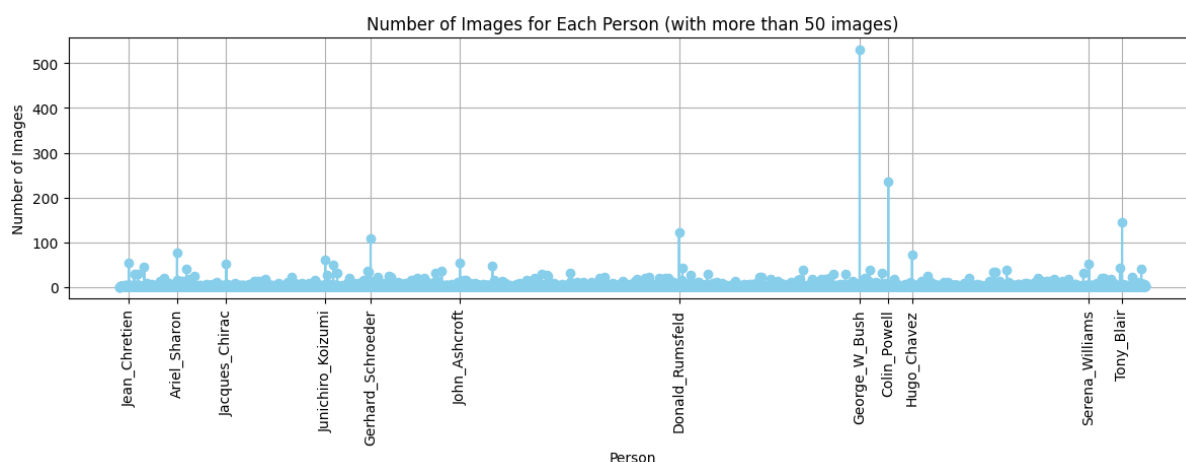 Number of Images for Each Person (with more than 50 images)
Number of Images
500
400
300
200
100
0
Jean_Chretien
Ariel_Sharon
Jacques_Chirac
Junichiro_Koizumi
Gerhard_Schroeder
John_Ashcroft
Donald_Rumsfeld
George_W_Bush
Colin_Powell
Hugo_Chavez
Serena_Williams
Tony_Blair
Person